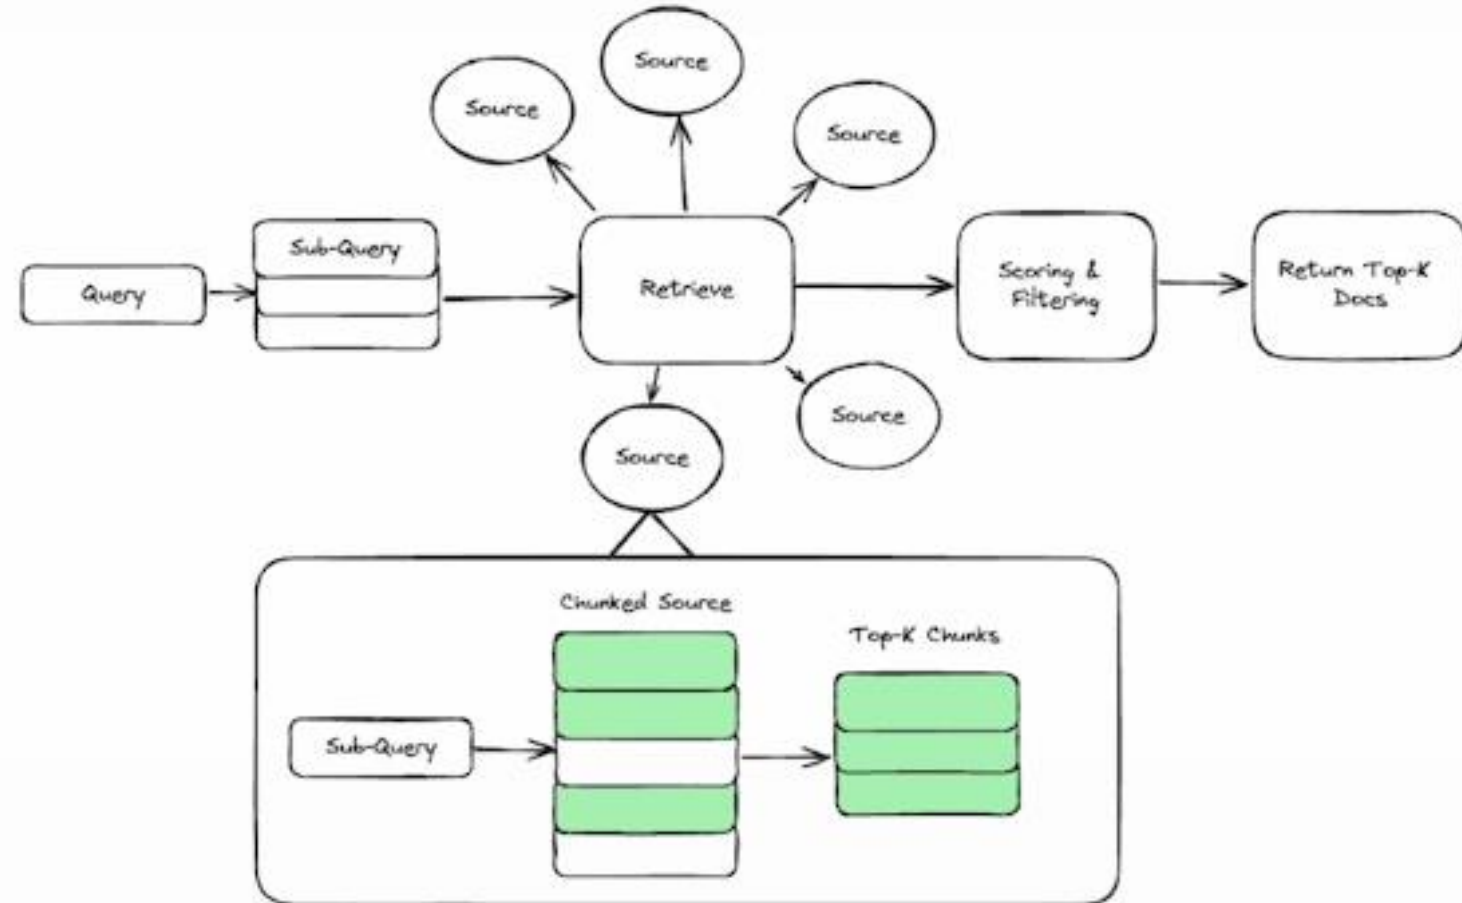 Source
Source
Source
Sub-Query
Query
Retrieve
Scoring &
Filtering
Return Top-K
Docs
Source
Source
Chunked Source
Top-K Chunks
Sub-Query